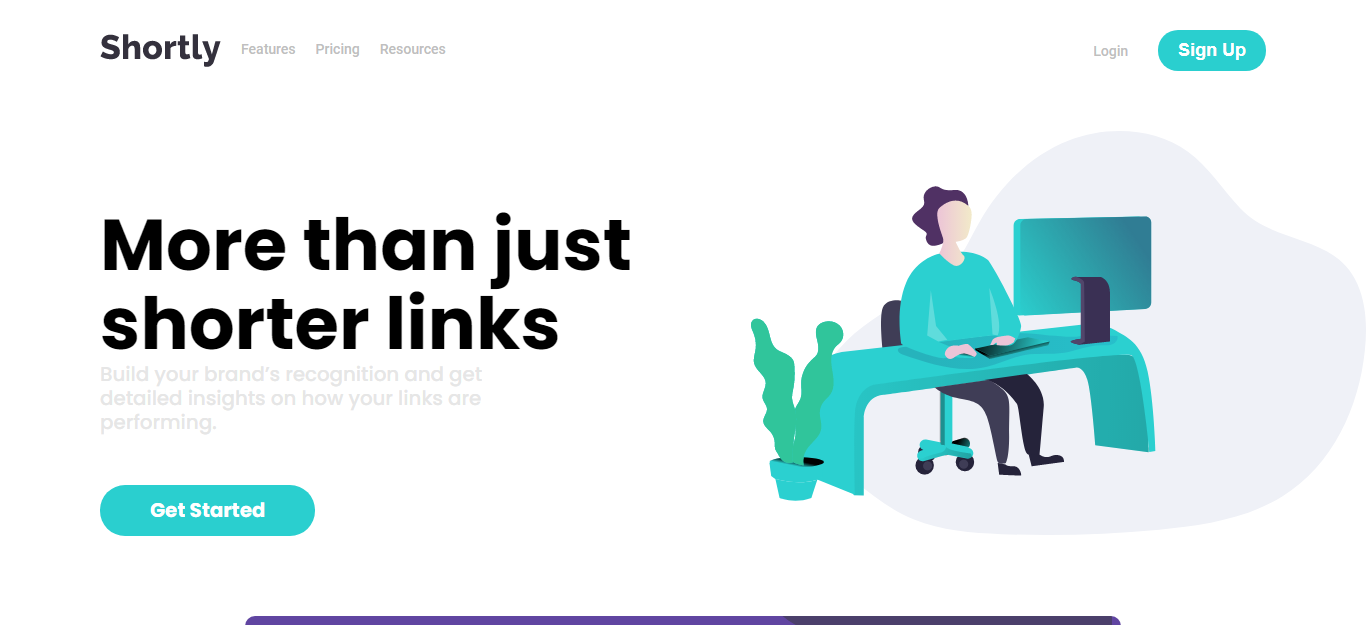 Shortly
Features
Pricing
Resources
Login
Sign Up
More than just
shorter links
Build your brand's recognition and get
detailed insights on how your links are
performing.
Get Started